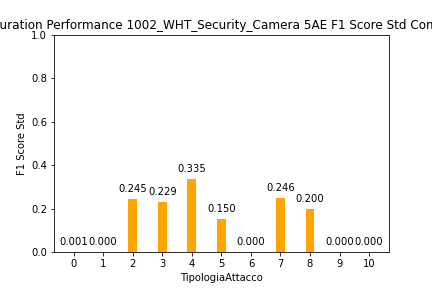 uration Performance 1002_WHT_Security_Camera 5AE F1 Score Std Con
1.0
0.8
0.6
0.4
0.2
0.0
F1 Score Std
0.001 0.000 0.245 0.229 0.335 0.150 0.000 0.246 0.200 0.000 0.000
0 1 2 3 4 5 6 7 8 9 10
TipologiaAttacco